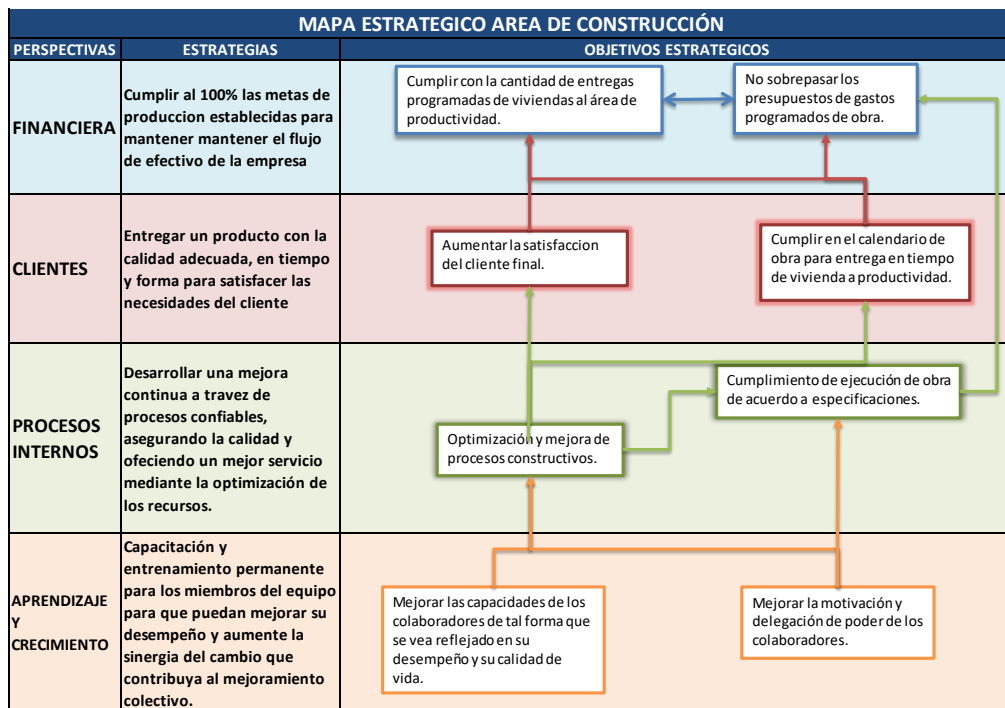 MAPA ESTRATEGICO AREA DE CONSTRUCCIÓN
PERSPECTIVAS
ESTRATEGIAS
OBJETIVOS ESTRATEGICOS
FINANCIERA
Cumplir al 100% las metas de
produccion establecidas para
mantener mantener el flujo
de efectivo de la empresa
Cumplir con la cantidad de entregas
programadas de viviendas al área de
productividad.
No sobrepasar los
presupuestos de gastos
programados de obra.
CLIENTES
Entregar un producto con la
calidad adecuada, en tiempo
y forma para satisfacer las
necesidades del cliente
Aumentar la satisfaccion
del cliente final.
Cumplir en el calendario de
obra para entrega en tiempo
de vivienda a productividad.
PROCESOS
INTERNOS
Desarrollar una mejora
continua a travez de
procesos confiables,
asegurando la calidad y
ofeciendo un mejor servicio
mediante la optimización de
los recursos.
Optimización y mejora de
procesos constructivos.
Cumplimiento de ejecución de obra
de acuerdo a especificaciones.
APRENDIZAJE
Y
CRECIMIENTO
Capacitación y
entrenamiento permanente
para los miembros del equipo
para que puedan mejorar su
desempeño y aumente la
sinergia del cambio que
contribuya al mejoramiento
colectivo.
Mejorar las capacidades de los
colaboradores de tal forma que
se vea reflejado en su
desempeño y su calidad de
vida.
Mejorar la motivación y
delegación de poder de los
colaboradores.